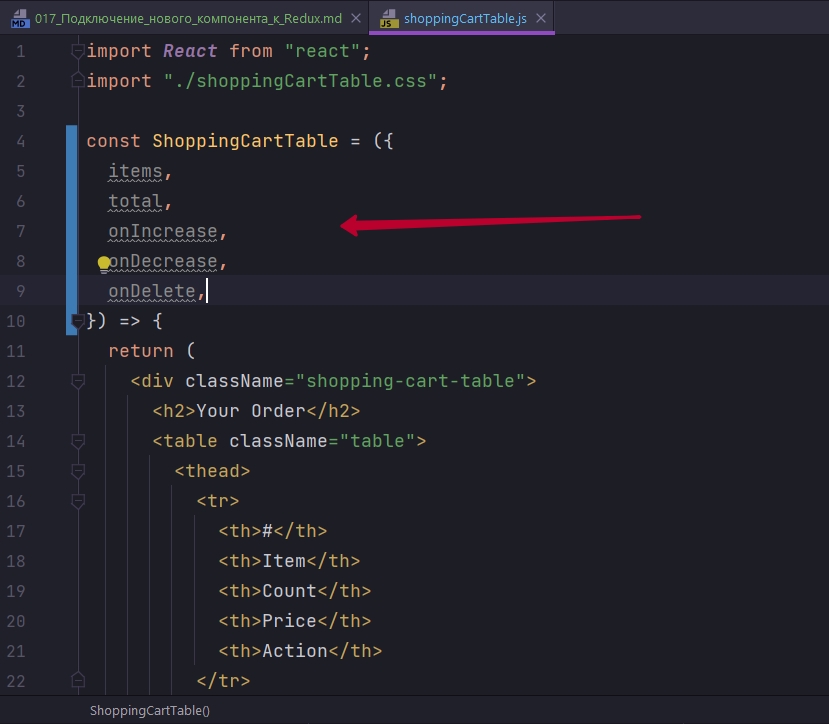 017_Подключение_нового_компонента_к_Redux.md shoppingCartTable.js
1 import React from "react";
2 import "./shoppingCartTable.css";
3
4 const ShoppingCartTable = ({
5 items,
6 total,
7 onIncrease,
8 onDecrease,
9 onDelete,
10 }) => {
11 return (
12 <div className="shopping-cart-table">
13 <h2>Your Order</h2>
14 <table className="table">
15 <thead>
16 <tr>
17 <th>#</th>
18 <th>Item</th>
19 <th>Count</th>
20 <th>Price</th>
21 <th>Action</th>
22 </tr>
ShoppingCartTable()